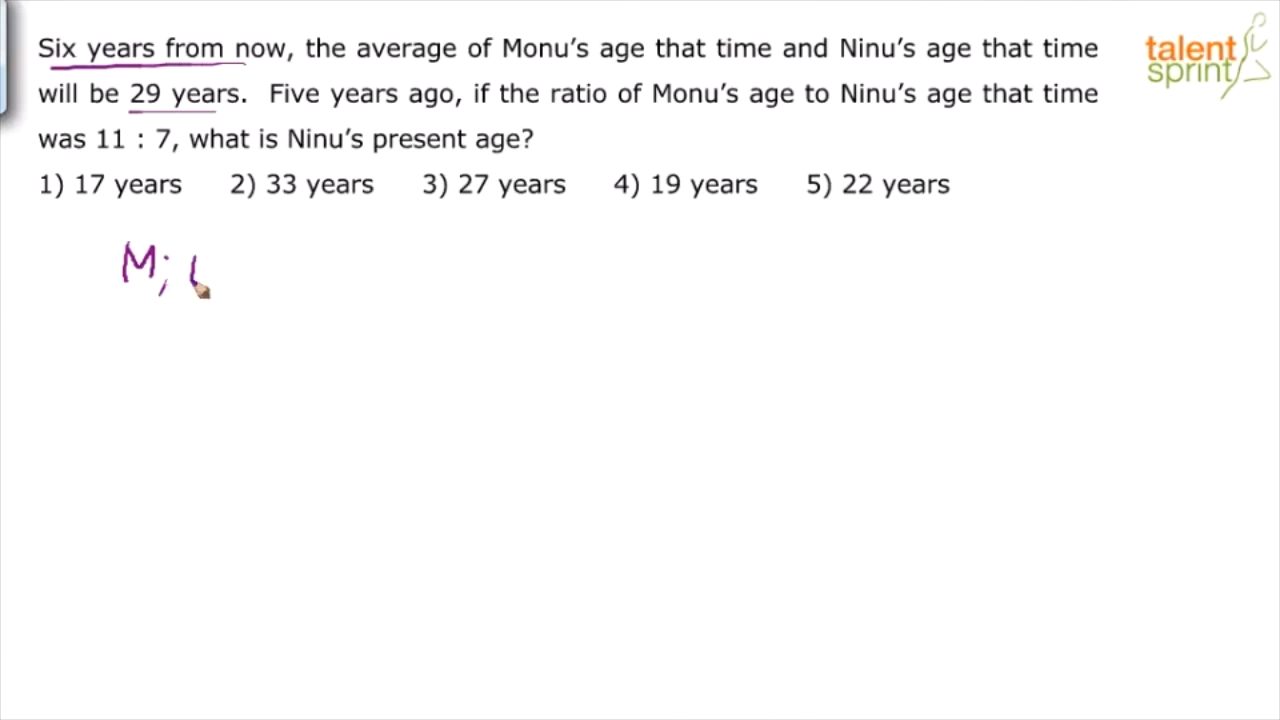 Six years from now, the average of Monu's age that time and Ninu's age that time
will be 29 years. Five years ago, if the ratio of Monu's age to Ninu's age that time
was 11 : 7, what is Ninu's present age?
1) 17 years 2) 33 years 3) 27 years 4) 19 years 5) 22 years
talent
sprint
M;